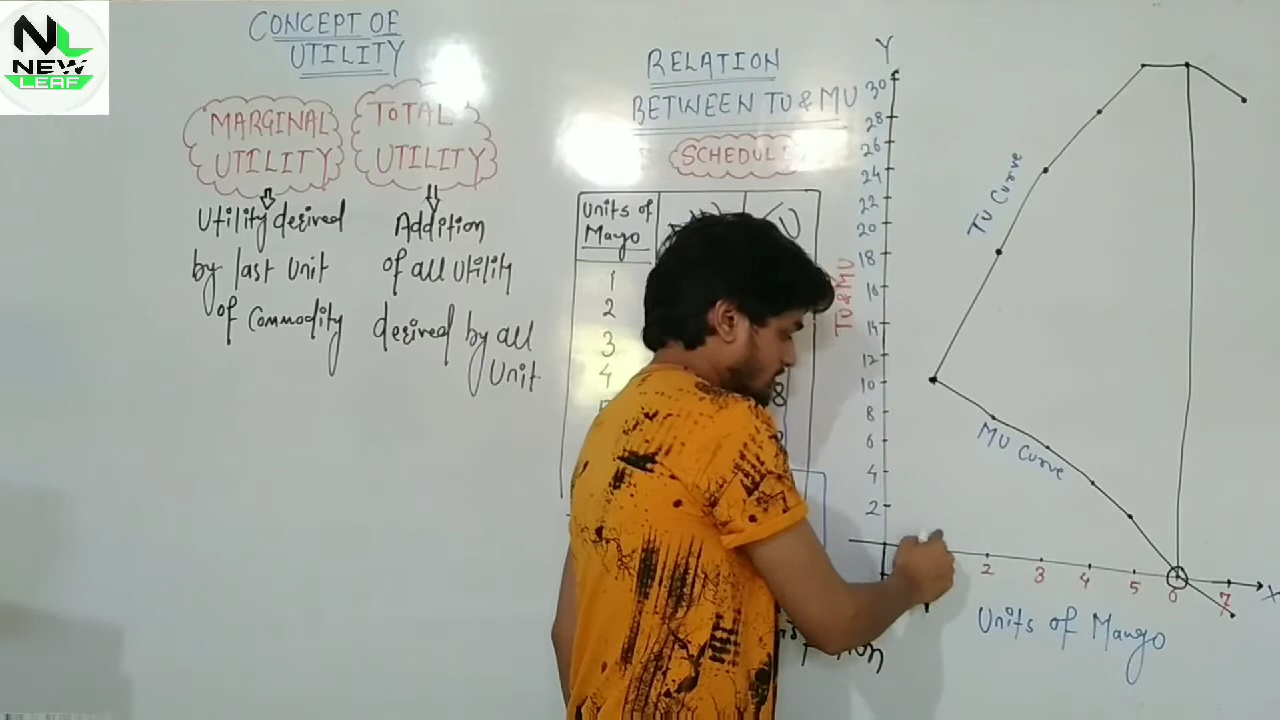 NL
NEW
LEAF
CONCEPT OF
UTILITY
MARGINAL
UTILITY
Utility derived
by last Unit
of Commodity
TOTAL
UTILITY
Addition
of all Utility
derived by all
Unit
RELATION
BETWEEN TU & MU
SCHEDUL
Units of
Mago
1
2
3
4
8
Y
30
28
26
24
22
20
18
16
14
12
10
8
6
4
2
TU & MU
TU Curve
MU Curve
2
3
4
5
6
7
X
Units of Mango